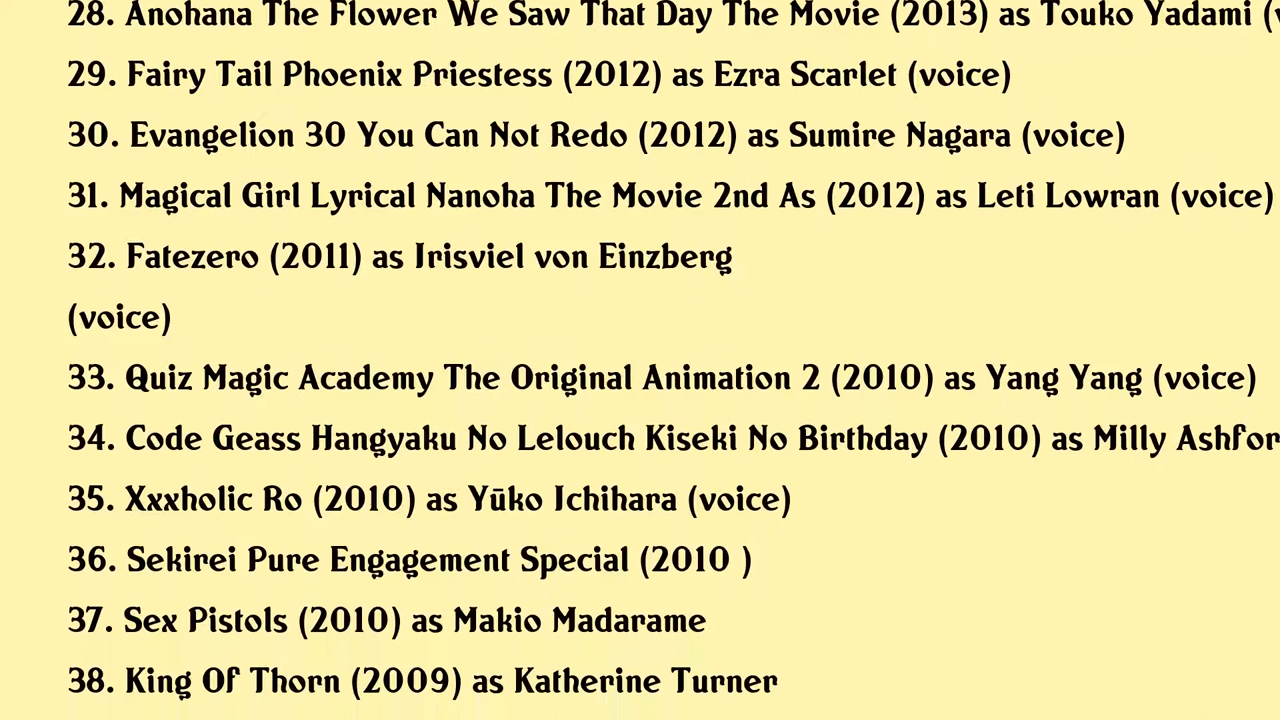 28. Anohana The Flower We Saw That Day The Movie (2013) as Touko Yadami (v
29. Fairy Tail Phoenix Priestess (2012) as Ezra Scarlet (voice)
30. Evangelion 30 You Can Not Redo (2012) as Sumire Nagara (voice)
31. Magical Girl Lyrical Nanoha The Movie 2nd As (2012) as Leti Lowran (voice)
32. Fatezero (2011) as Irisviel von Einzberg
(voice)
33. Quiz Magic Academy The Original Animation 2 (2010) as Yang Yang (voice)
34. Code Geass Hangyaku No Lelouch Kiseki No Birthday (2010) as Milly Ashfor
35. Xxxholic Ro (2010) as Yūko Ichihara (voice)
36. Sekirei Pure Engagement Special (2010 )
37. Sex Pistols (2010) as Makio Madarame
38. King Of Thorn (2009) as Katherine Turner